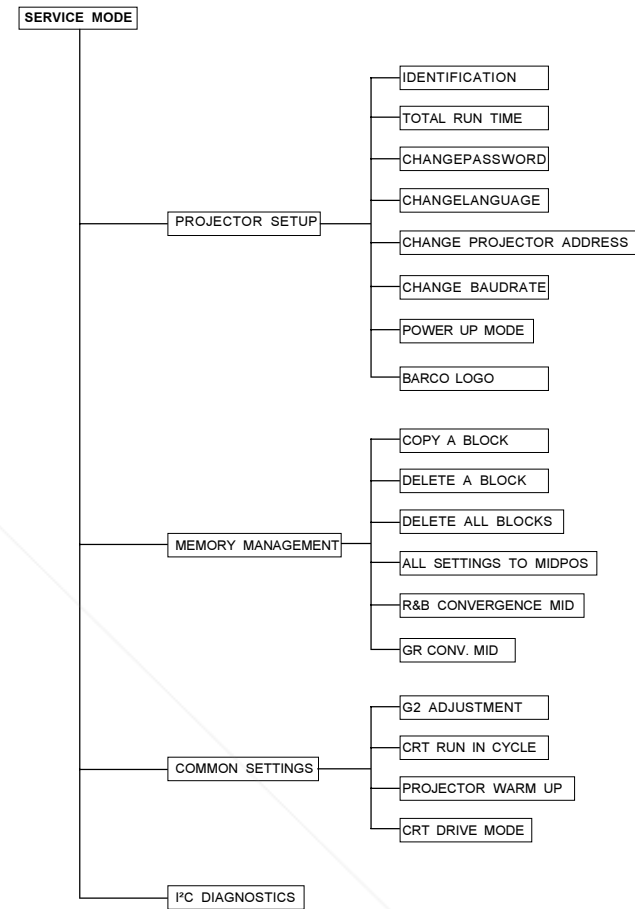 SERVICE MODE
PROJECTOR SETUP
IDENTIFICATION
TOTAL RUN TIME
CHANGEPASSWORD
CHANGELANGUAGE
CHANGE PROJECTOR ADDRESS
CHANGE BAUDRATE
POWER UP MODE
BARCO LOGO
MEMORY MANAGEMENT
COPY A BLOCK
DELETE A BLOCK
DELETE ALL BLOCKS
ALL SETTINGS TO MIDPOS
R&B CONVERGENCE MID
GR CONV. MID
COMMON SETTINGS
G2 ADJUSTMENT
CRT RUN IN CYCLE
PROJECTOR WARM UP
CRT DRIVE MODE
I²C DIAGNOSTICS